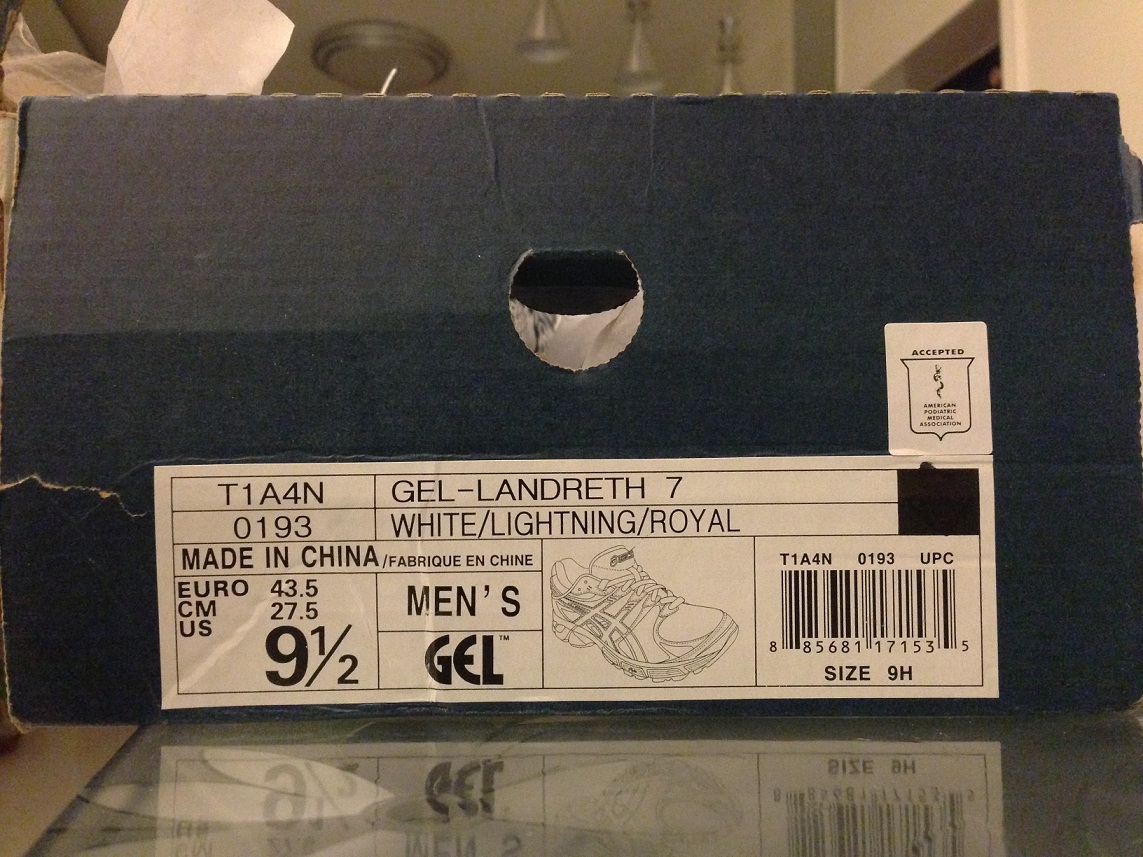 ACCEPTED
AMERICAN
PODIATRIC
MEDICAL
ASSOCIATION
T1A4N GEL-LANDRETH 7
0193 WHITE/LIGHTNING/ROYAL
MADE IN CHINA/FABRIQUE EN CHINE
EURO 43.5
CM 27.5
US 9½
MEN'S
GEL™
T1A4N 0193 UPC
8 85681 17153 5
SIZE 9H